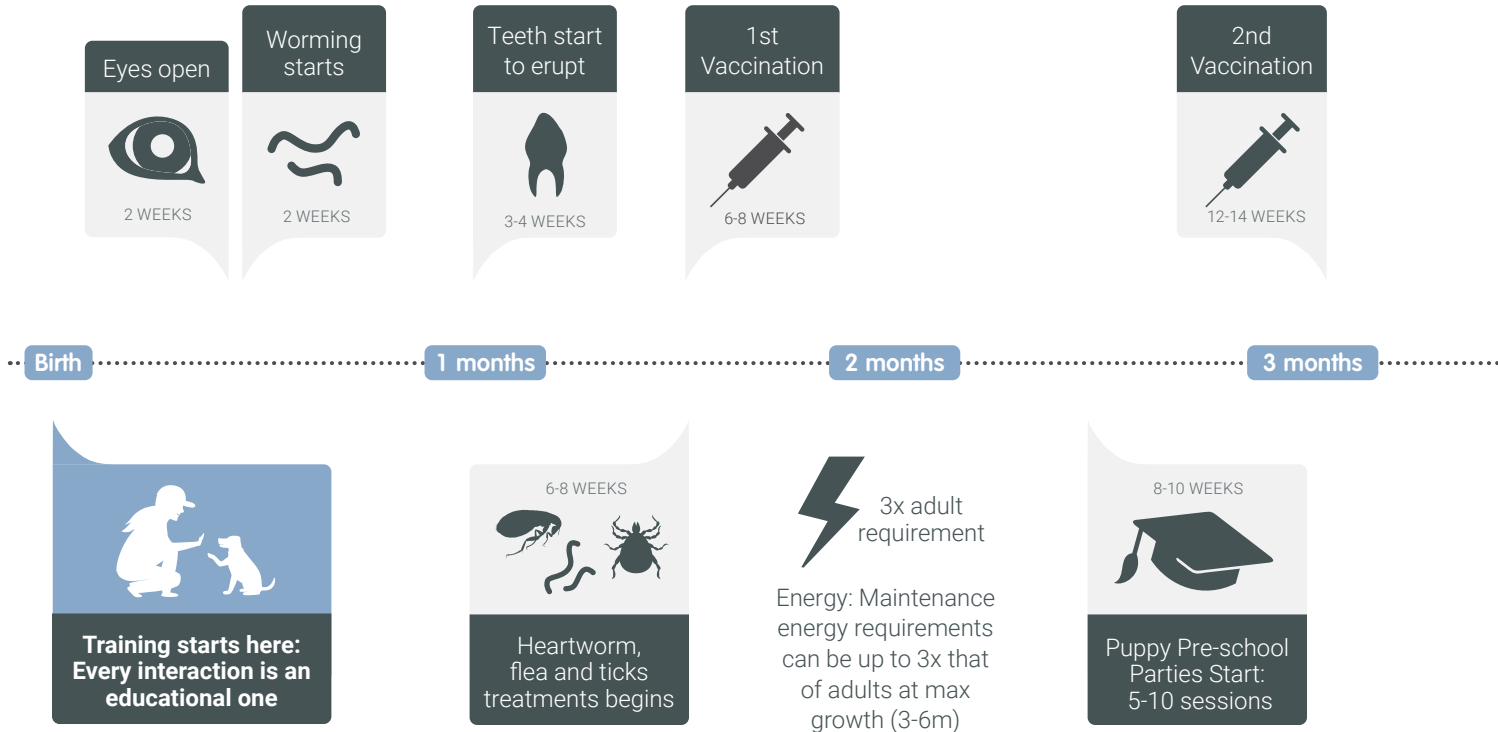 Eyes open
2 WEEKS
Worming
starts
2 WEEKS
Teeth start
to erupt
3-4 WEEKS
1st
Vaccination
6-8 WEEKS
2nd
Vaccination
12-14 WEEKS
Birth
1 months
2 months
3 months
Training starts here:
Every interaction is an
educational one
6-8 WEEKS
Heartworm,
flea and ticks
treatments begins
3x adult
requirement
Energy: Maintenance
energy requirements
can be up to 3x that
of adults at max
growth (3-6m)
8-10 WEEKS
Puppy Pre-school
Parties Start:
5-10 sessions